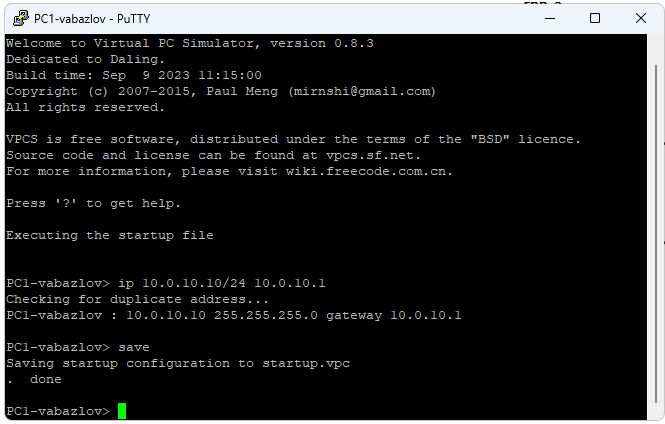 PC1-vabazlov - PuTTY
Welcome to Virtual PC Simulator, version 0.8.3
Dedicated to Daling.
Build time: Sep  9 2023 11:15:00
Copyright (c) 2007-2015, Paul Meng (mirnshi@gmail.com)
All rights reserved.
VPCS is free software, distributed under the terms of the "BSD" licence.
Source code and license can be found at vpcs.sf.net.
For more information, please visit wiki.freecode.com.cn.
Press '?' to get help.
Executing the startup file
PC1-vabazlov> ip 10.0.10.10/24 10.0.10.1
Checking for duplicate address...
PC1-vabazlov : 10.0.10.10 255.255.255.0 gateway 10.0.10.1
PC1-vabazlov> save
Saving startup configuration to startup.vpc
.  done
PC1-vabazlov>